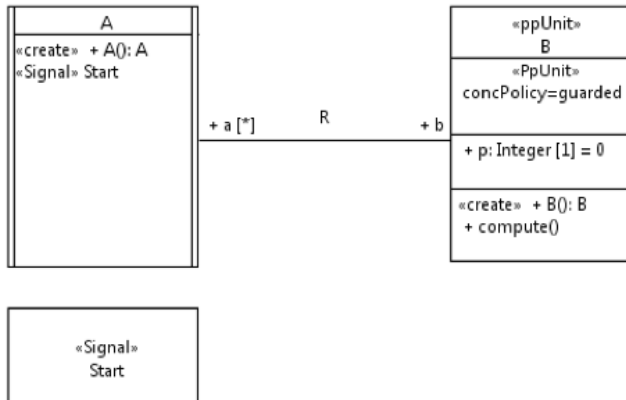 A
«create» + A(): A
«Signal» Start
+ a [*]
R
+ b
«ppUnit»
B
«PpUnit»
concPolicy=guarded
+ p: Integer [1] = 0
«create» + B(): B
+ compute()
«Signal»
Start